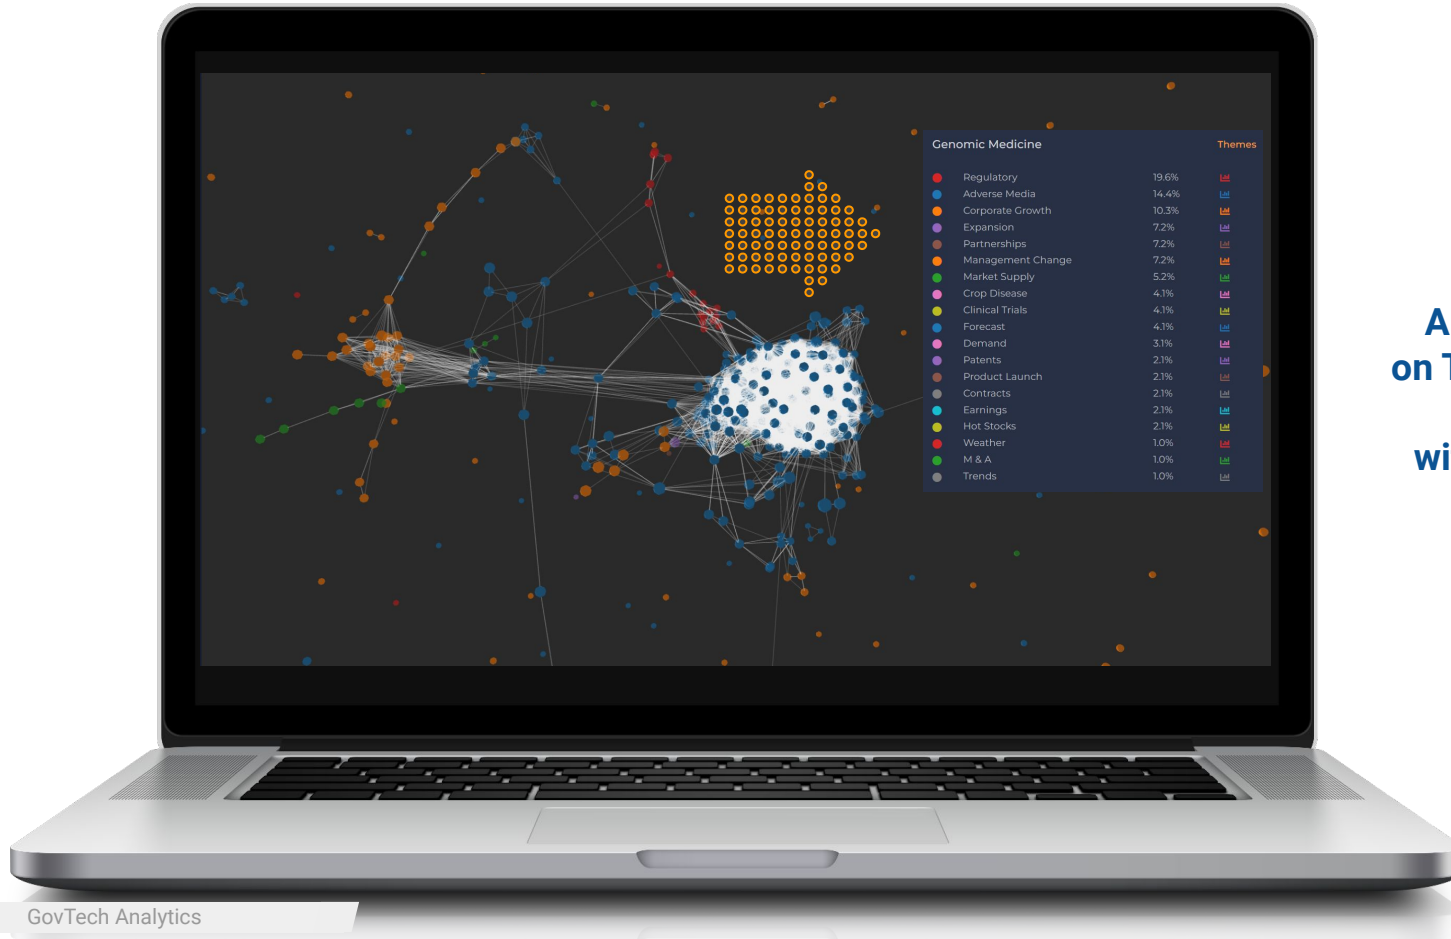 Genomic Medicine Themes
Regulatory 19.6%
Adverse Media 14.4%
Corporate Growth 10.3%
Expansion 7.2%
Partnerships 7.2%
Management Change 7.2%
Market Supply 5.2%
Crop Disease 4.1%
Clinical Trials 4.1%
Forecast 4.1%
Demand 3.1%
Patents 2.1%
Product Launch 2.1%
Contracts 2.1%
Earnings 2.1%
Hot Stocks 2.1%
Weather 1.0%
M & A 1.0%
Trends 1.0%
A
on T
wi
GovTech Analytics